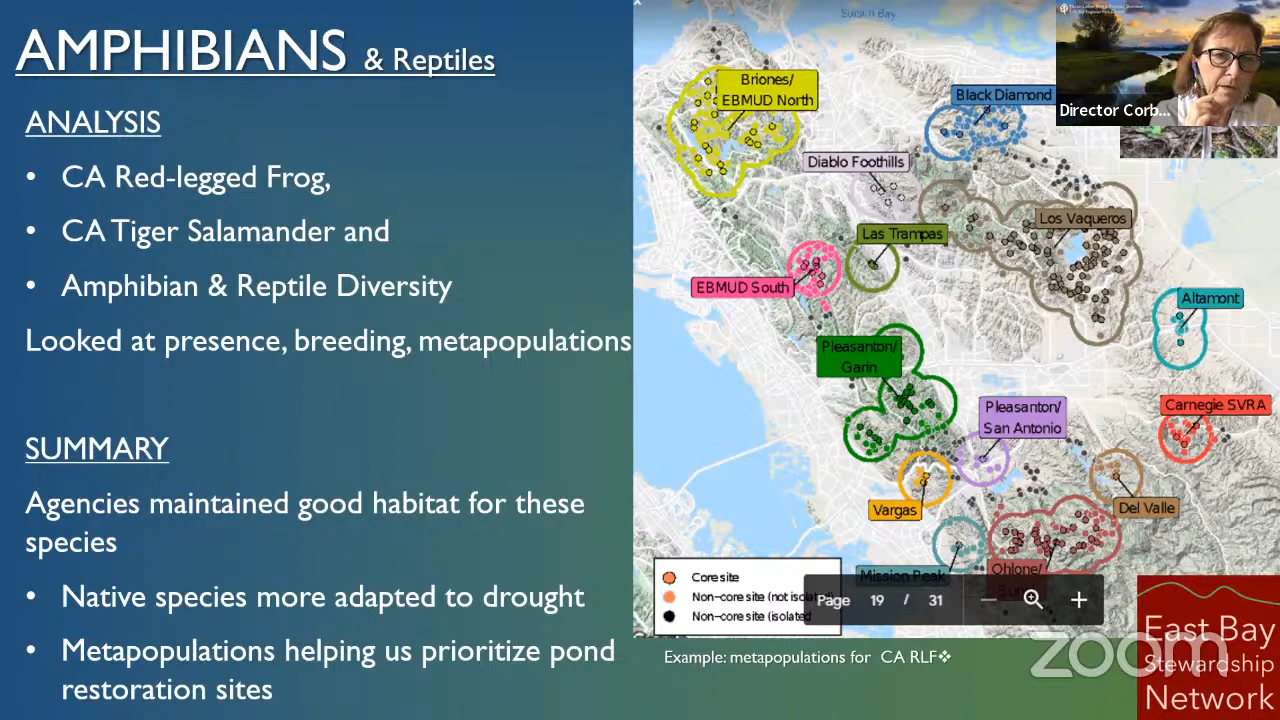 AMPHIBIANS & Reptiles
ANALYSIS
• CA Red-legged Frog,
• CA Tiger Salamander and
• Amphibian & Reptile Diversity
Looked at presence, breeding, metapopulations
SUMMARY
Agencies maintained good habitat for these
species
• Native species more adapted to drought
• Metapopulations helping us prioritize pond
restoration sites
Suisun Bay
Briones/
EBMUD North
Black Diamond
Diablo Foothills
Los Vaqueros
Las Trampas
EBMUD South
Altamont
Pleasanton/
Garin
Carnegie SVRA
Pleasanton/
San Antonio
Vargas
Del Valle
Mission Peak
Ohlone/
Core site
Non-core site (not isolated)
Non-core site (isolated
Page 19 / 31
Example: metapopulations for CA RLF❖
Director Corb...
East Bay
Stewardship
Network
zoom